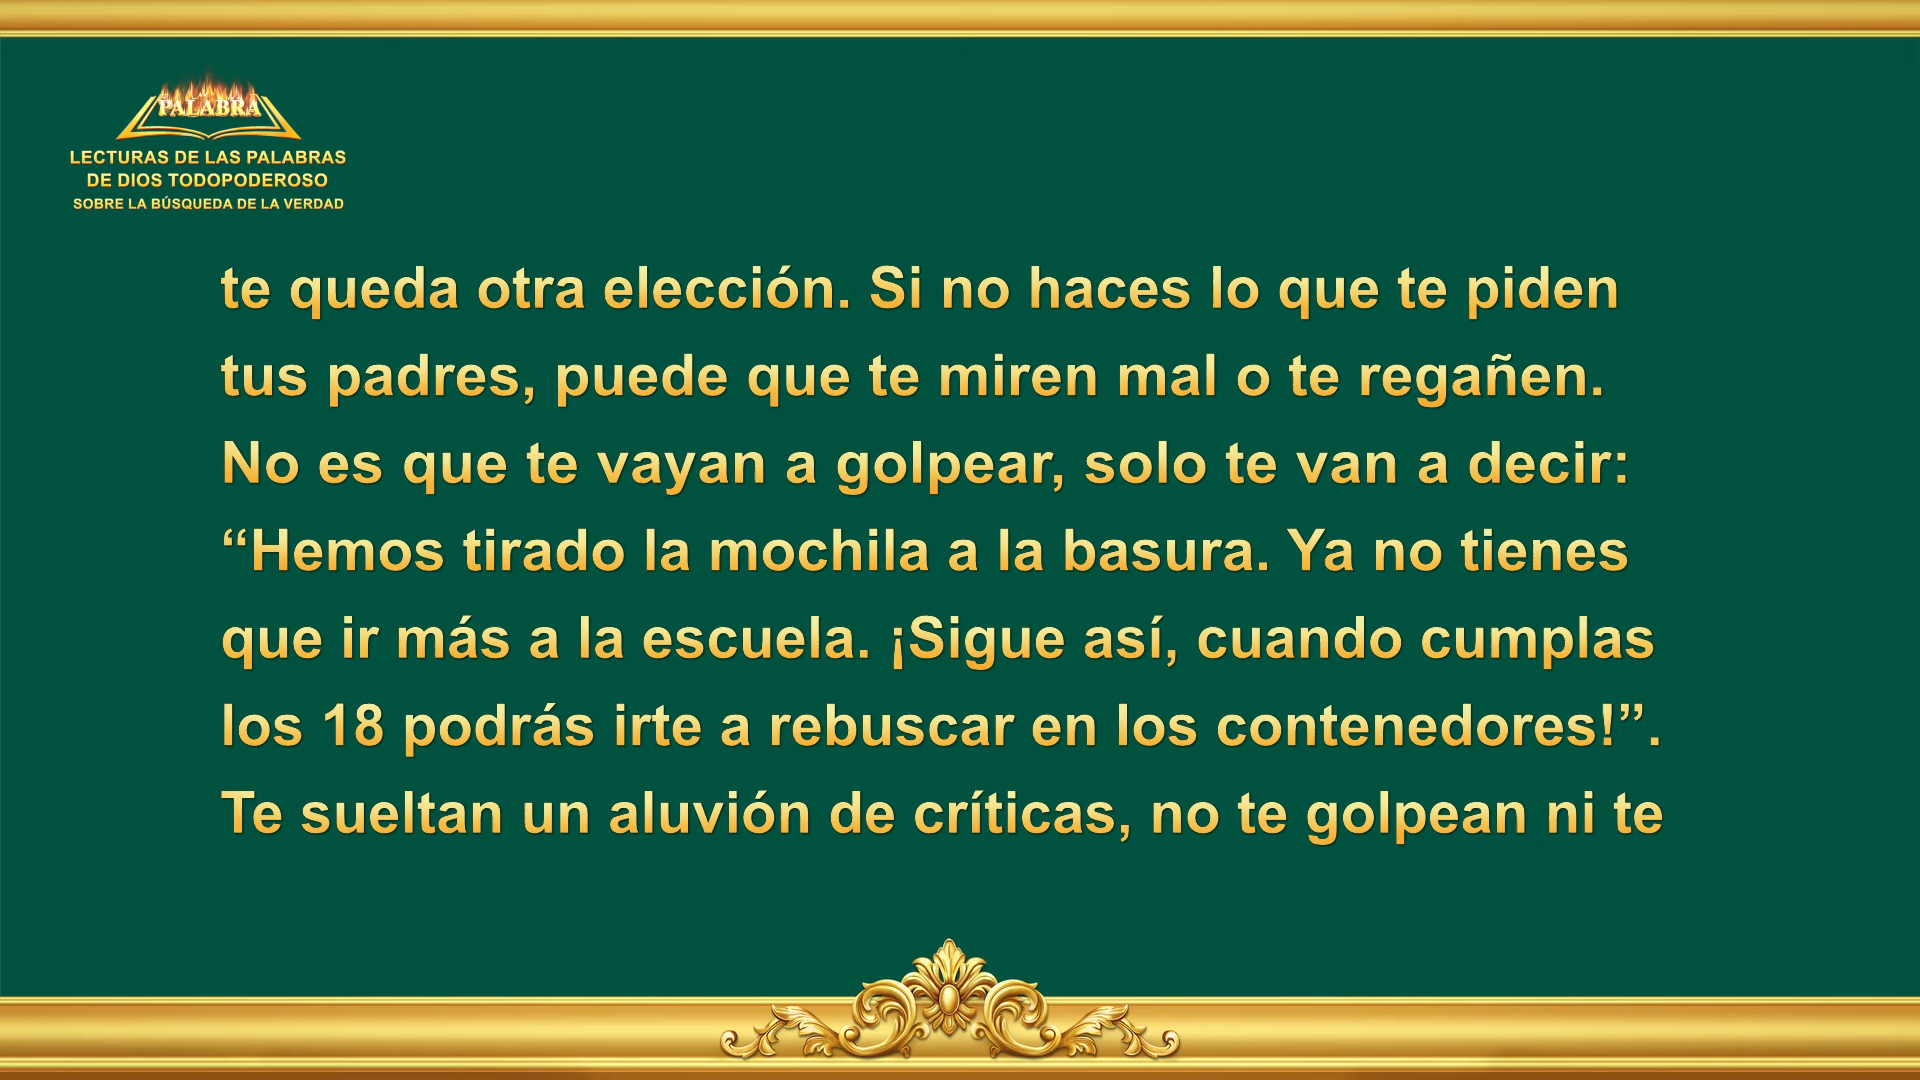 PALABRA
LECTURAS DE LAS PALABRAS
DE DIOS TODOPODEROSO
SOBRE LA BÚSQUEDA DE LA VERDAD
te queda otra elección. Si no haces lo que te piden
tus padres, puede que te miren mal o te regañen.
No es que te vayan a golpear, solo te van a decir:
“Hemos tirado la mochila a la basura. Ya no tienes
que ir más a la escuela. ¡Sigue así, cuando cumplas
los 18 podrás irte a rebuscar en los contenedores!”.
Te sueltan un aluvión de críticas, no te golpean ni te